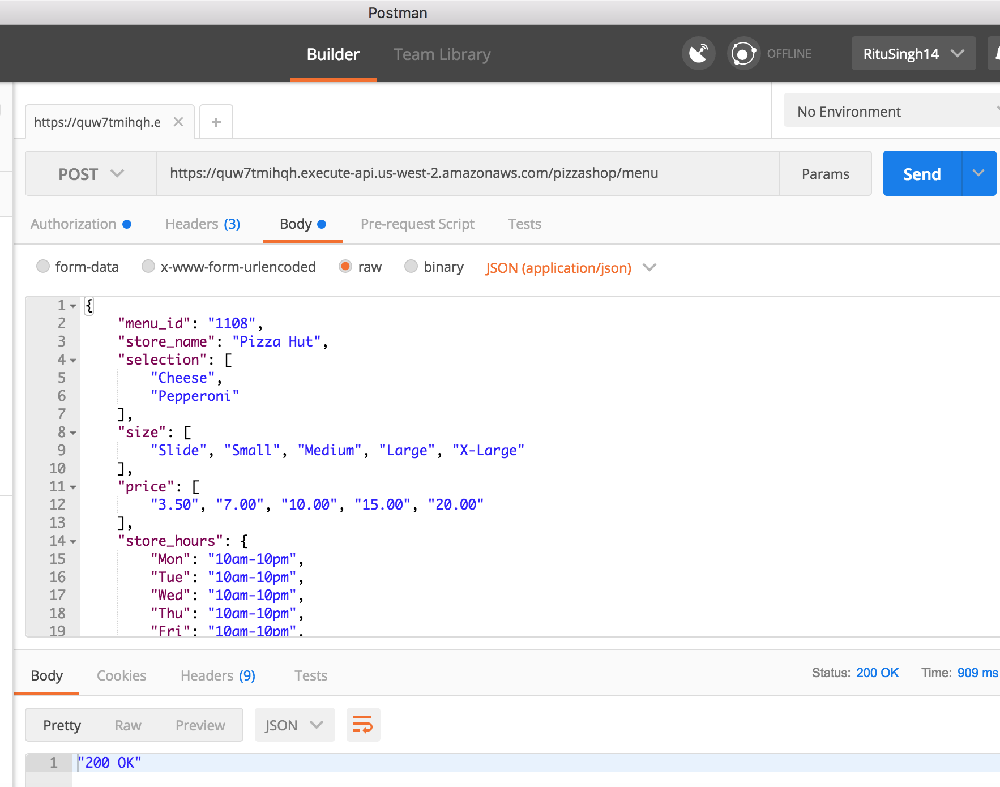 Postman
Builder Team Library OFFLINE RituSingh14
https://quw7tmihqh.e × + No Environment
POST https://quw7tmihqh.execute-api.us-west-2.amazonaws.com/pizzashop/menu Params Send
Authorization Headers (3) Body Pre-request Script Tests
form-data x-www-form-urlencoded raw binary JSON (application/json)
1 {
2 "menu_id": "1108",
3 "store_name": "Pizza Hut",
4 "selection": [
5 "Cheese",
6 "Pepperoni"
7 ],
8 "size": [
9 "Slide", "Small", "Medium", "Large", "X-Large"
10 ],
11 "price": [
12 "3.50", "7.00", "10.00", "15.00", "20.00"
13 ],
14 "store_hours": {
15 "Mon": "10am-10pm",
16 "Tue": "10am-10pm",
17 "Wed": "10am-10pm",
18 "Thu": "10am-10pm",
19 "Fri": "10am-10pm",
Body Cookies Headers (9) Tests Status: 200 OK Time: 909 ms
Pretty Raw Preview JSON
1 "200 OK"